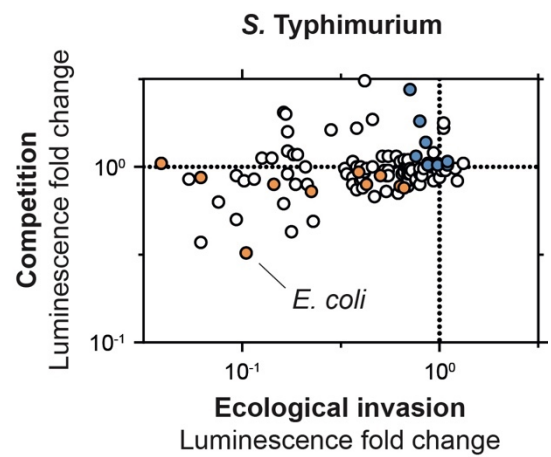 S. Typhimurium
Competition
Luminescence fold change
10⁰
10⁻¹
E. coli
10⁻¹
10⁰
Ecological invasion
Luminescence fold change